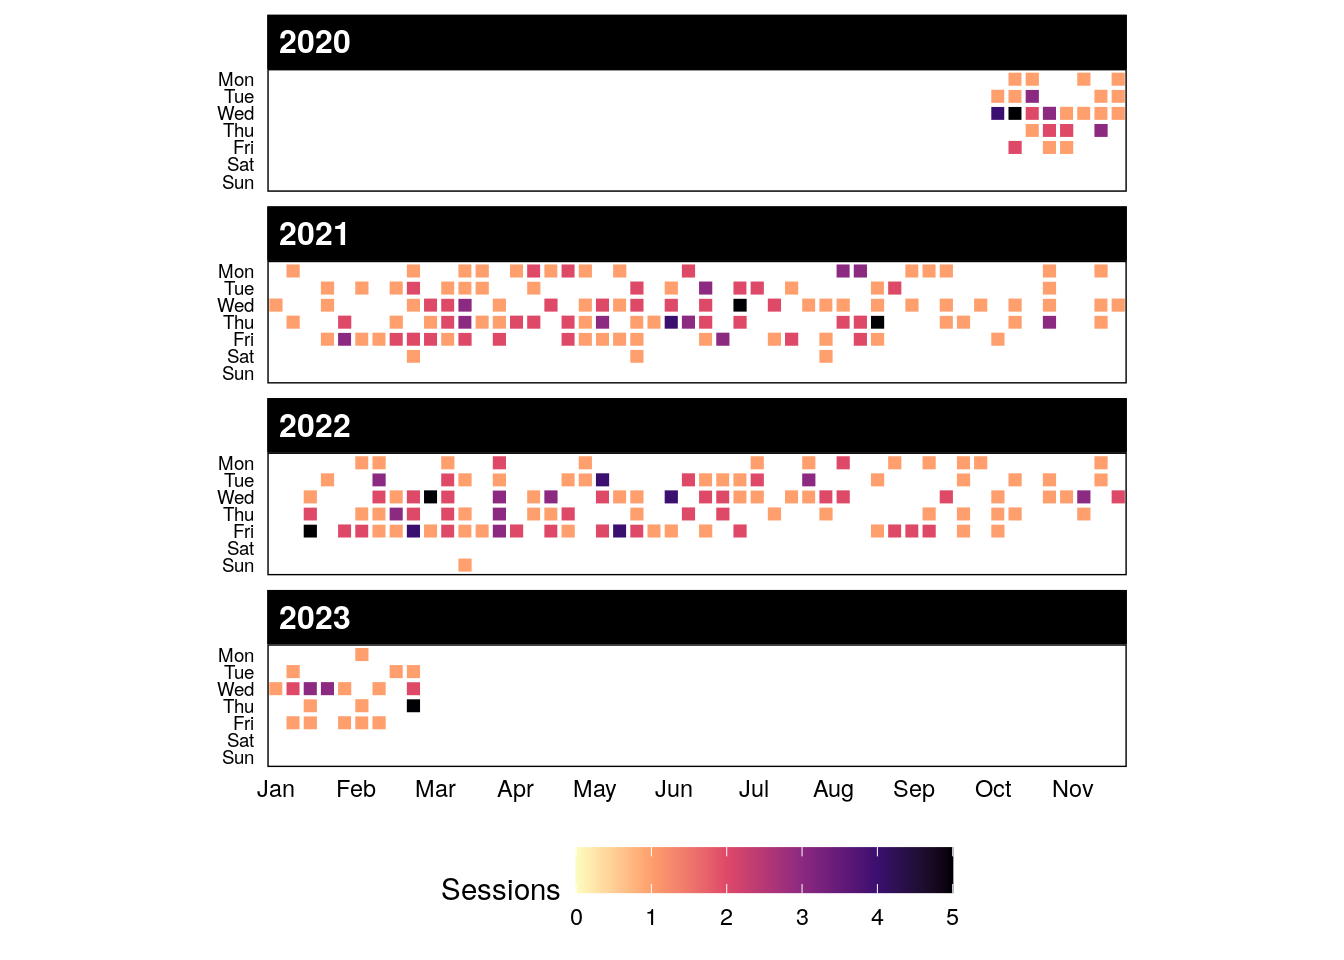 2020
Mon
Tue
Wed
Thu
Fri
Sat
Sun
2021
Mon
Tue
Wed
Thu
Fri
Sat
Sun
2022
Mon
Tue
Wed
Thu
Fri
Sat
Sun
2023
Mon
Tue
Wed
Thu
Fri
Sat
Sun
Jan Feb Mar Apr May Jun Jul Aug Sep Oct Nov
Sessions
0 1 2 3 4 5